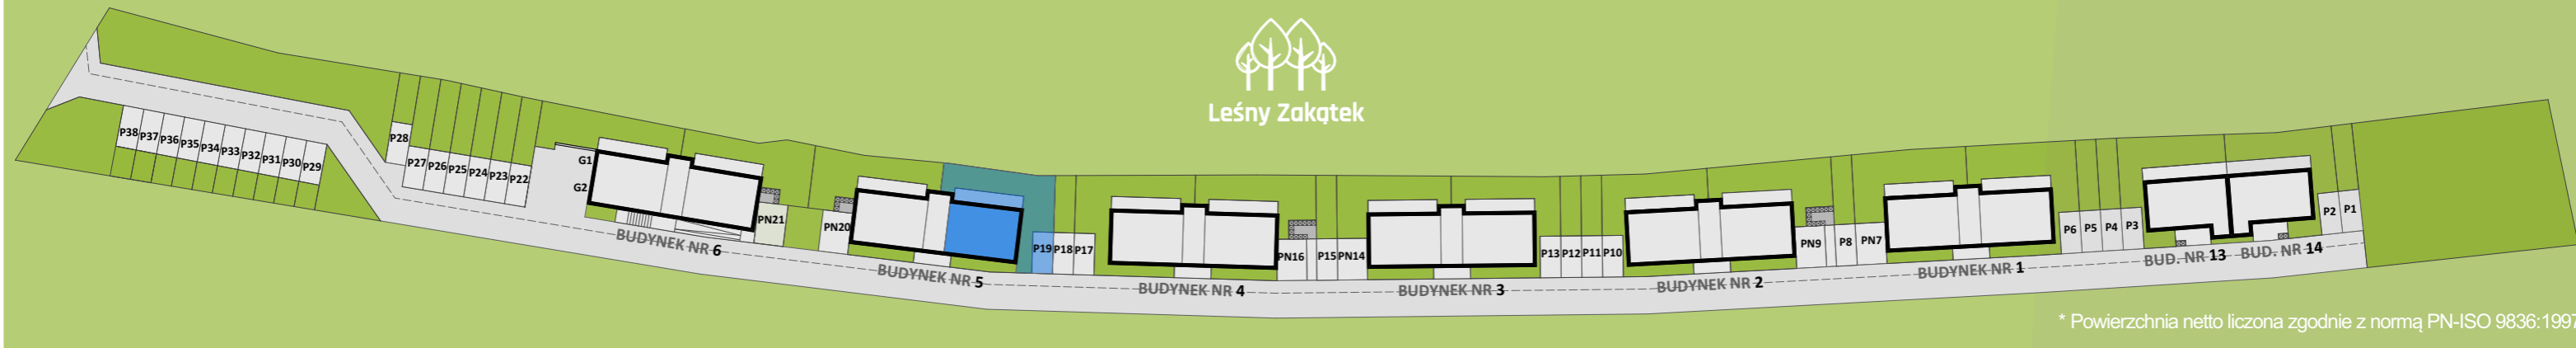 Leśny Zakątek
P38 P37 P36 P35 P34 P33 P32 P31 P30 P29
P28
P27 P26 P25 P24 P23 P22
G1
G2
PN21
BUDYNEK NR 6
PN20
BUDYNEK NR 5
P19 P18 P17
BUDYNEK NR 4
PN16 P15 PN14
BUDYNEK NR 3
P13 P12 P11 P10
BUDYNEK NR 2
PN9 P8 PN7
BUDYNEK NR 1
P6 P5 P4 P3
BUD. NR 13
BUD. NR 14
P2 P1
* Powierzchnia netto liczona zgodnie z normą PN-ISO 9836:1997